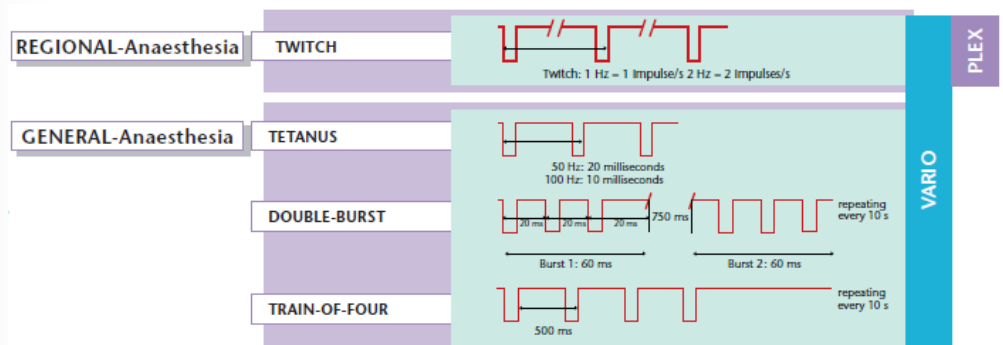 REGIONAL-Anaesthesia
TWITCH
Twitch: 1 Hz = 1 Impulse/s 2 Hz = 2 Impulses/s
PLEX
GENERAL-Anaesthesia
TETANUS
50 Hz: 20 milliseconds
100 Hz: 10 milliseconds
VARIO
DOUBLE-BURST
20 ms
20 ms
20 ms
750 ms
repeating
every 10 s
Burst 1: 60 ms
Burst 2: 60 ms
TRAIN-OF-FOUR
500 ms
repeating
every 10 s